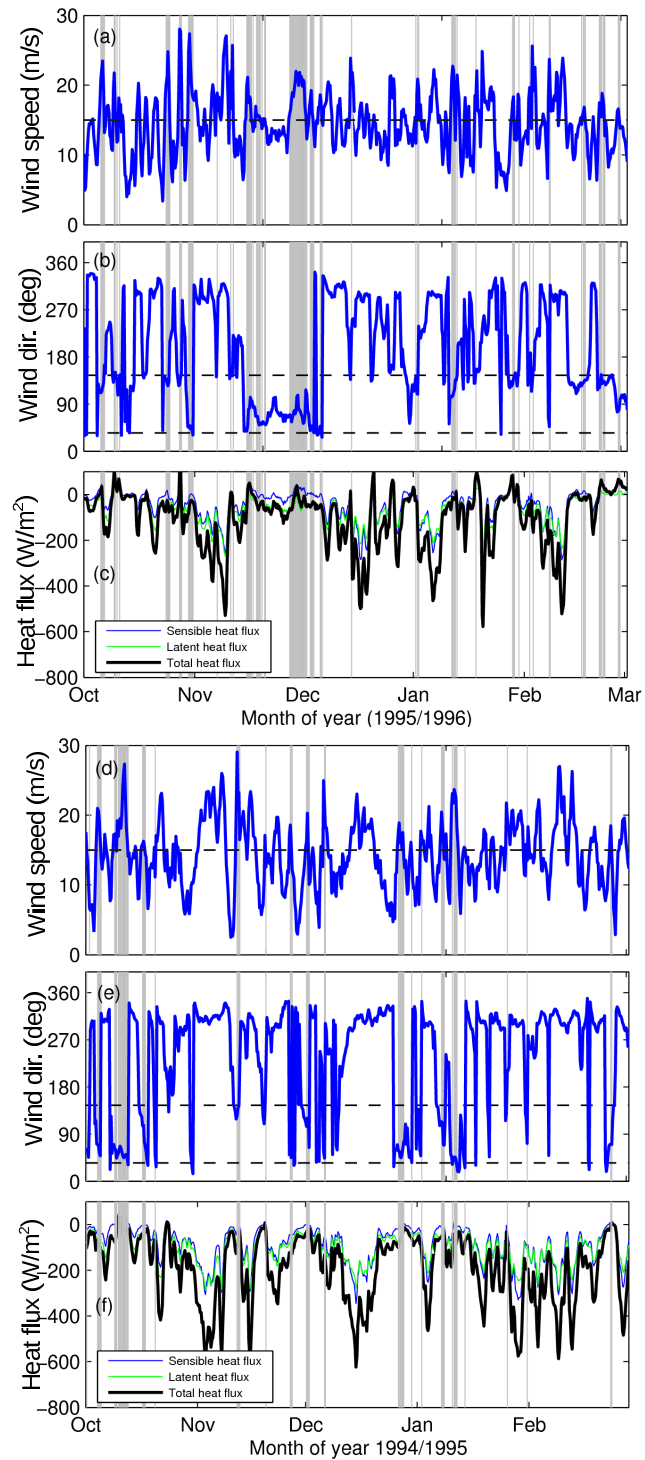 30
(a)
20
10
0
Wind speed (m/s)
360
(b)
270
180
90
0
Wind dir. (deg)
0
−200
−400
(c)
−600
−800
Heat flux (W/m²)
Sensible heat flux
Latent heat flux
Total heat flux
Oct Nov Dec Jan Feb Mar
Month of year (1995/1996)
30
(d)
20
10
0
Wind speed (m/s)
360
(e)
270
180
90
0
Wind dir. (deg)
0
−200
−400
(f)
−600
−800
Heat flux (W/m²)
Sensible heat flux
Latent heat flux
Total heat flux
Oct Nov Dec Jan Feb
Month of year 1994/1995